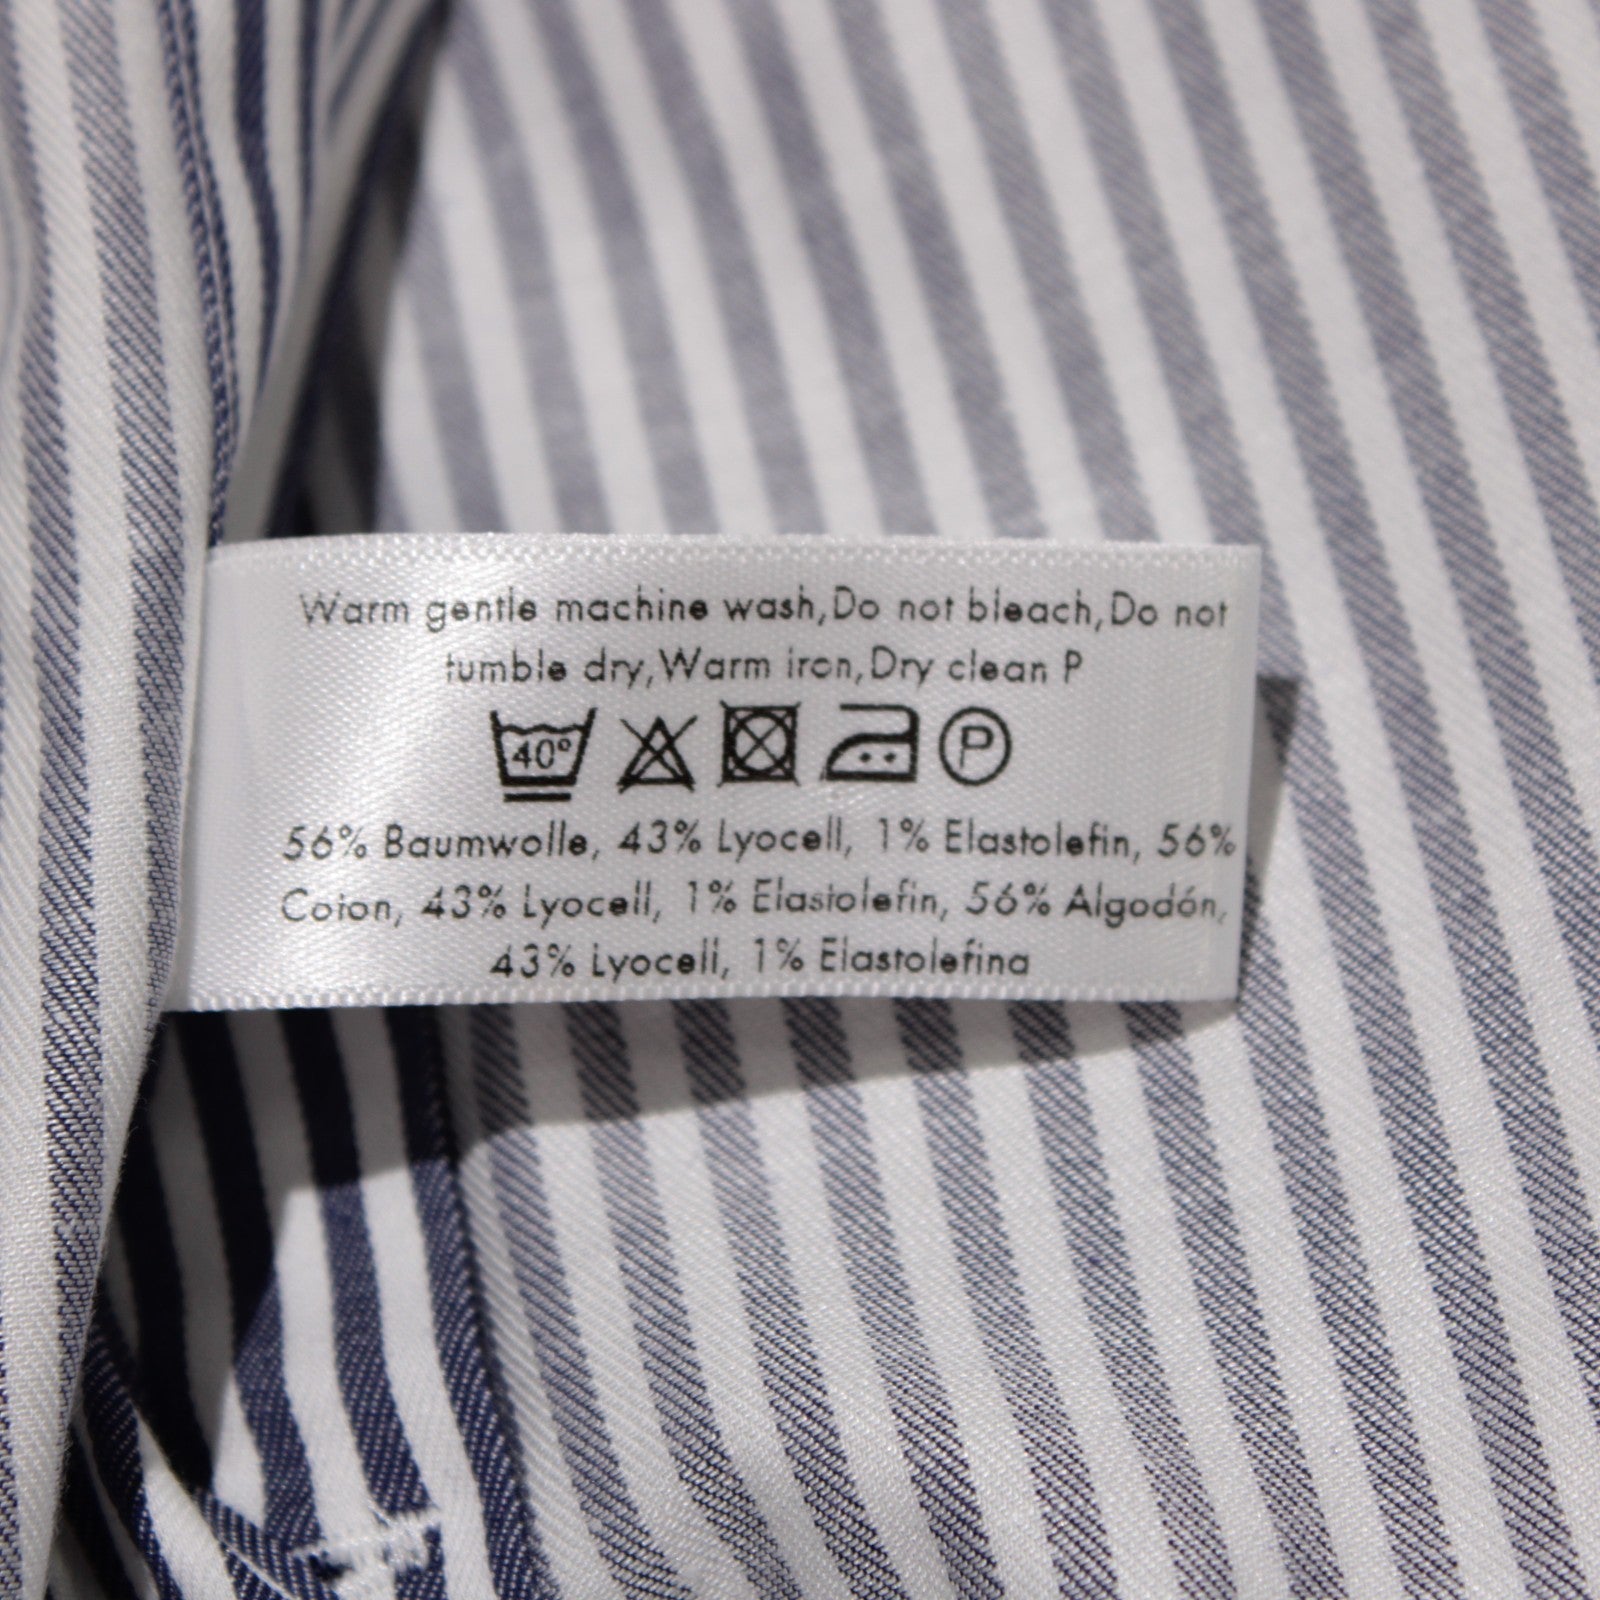 Warm gentle machine wash,Do not bleach,Do not
tumble dry,Warm iron,Dry clean P
40° P
56% Baumwolle, 43% Lyocell, 1% Elastolefin, 56%
Coton, 43% Lyocell, 1% Elastolefin, 56% Algodón,
43% Lyocell, 1% Elastolefina